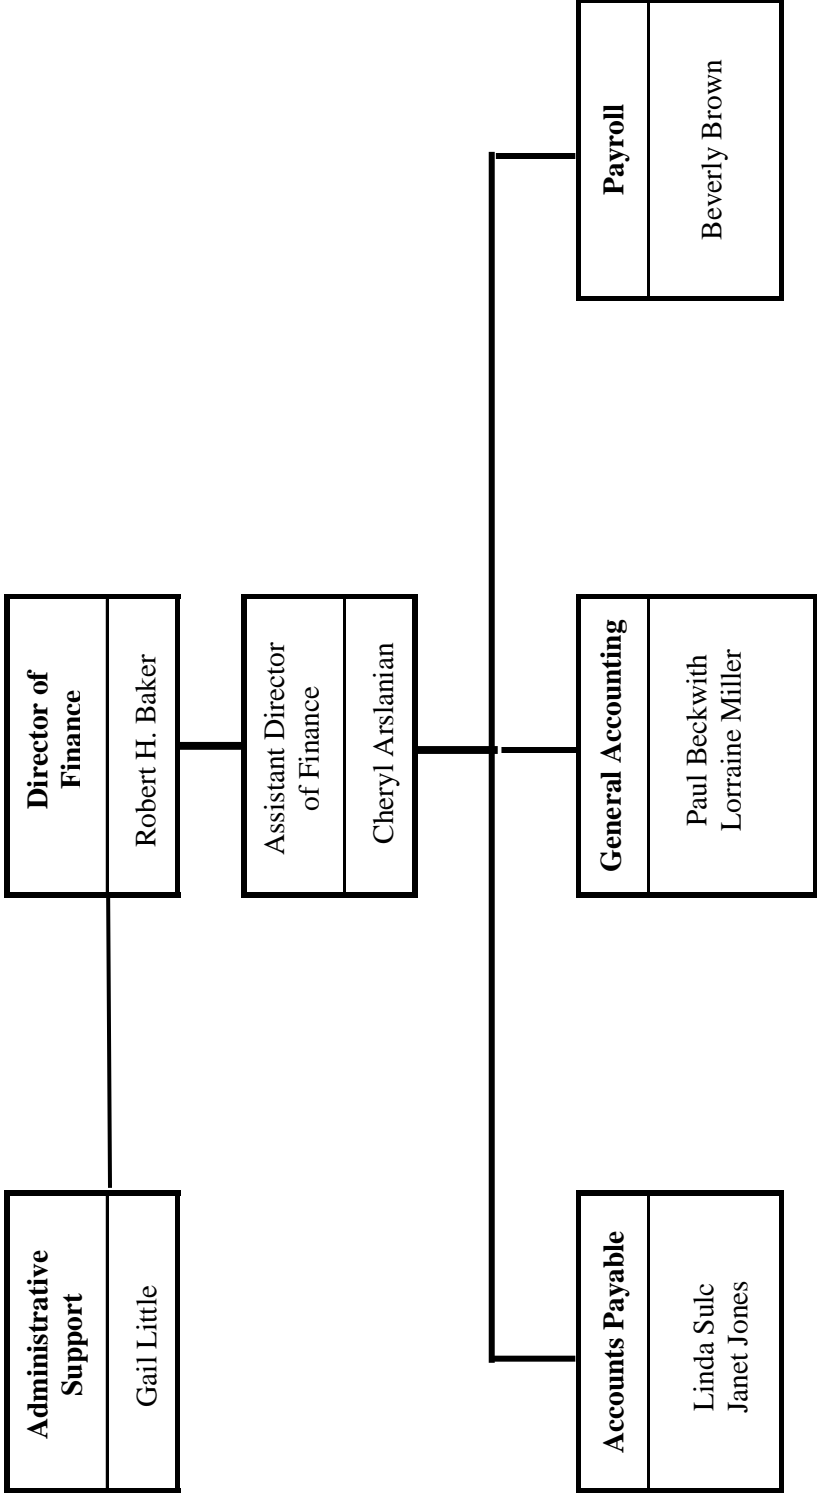 Administrative
Support
Gail Little
Director of
Finance
Robert H. Baker
Assistant Director
of Finance
Cheryl Arslanian
Accounts Payable
Linda Sulc
Janet Jones
General Accounting
Paul Beckwith
Lorraine Miller
Payroll
Beverly Brown